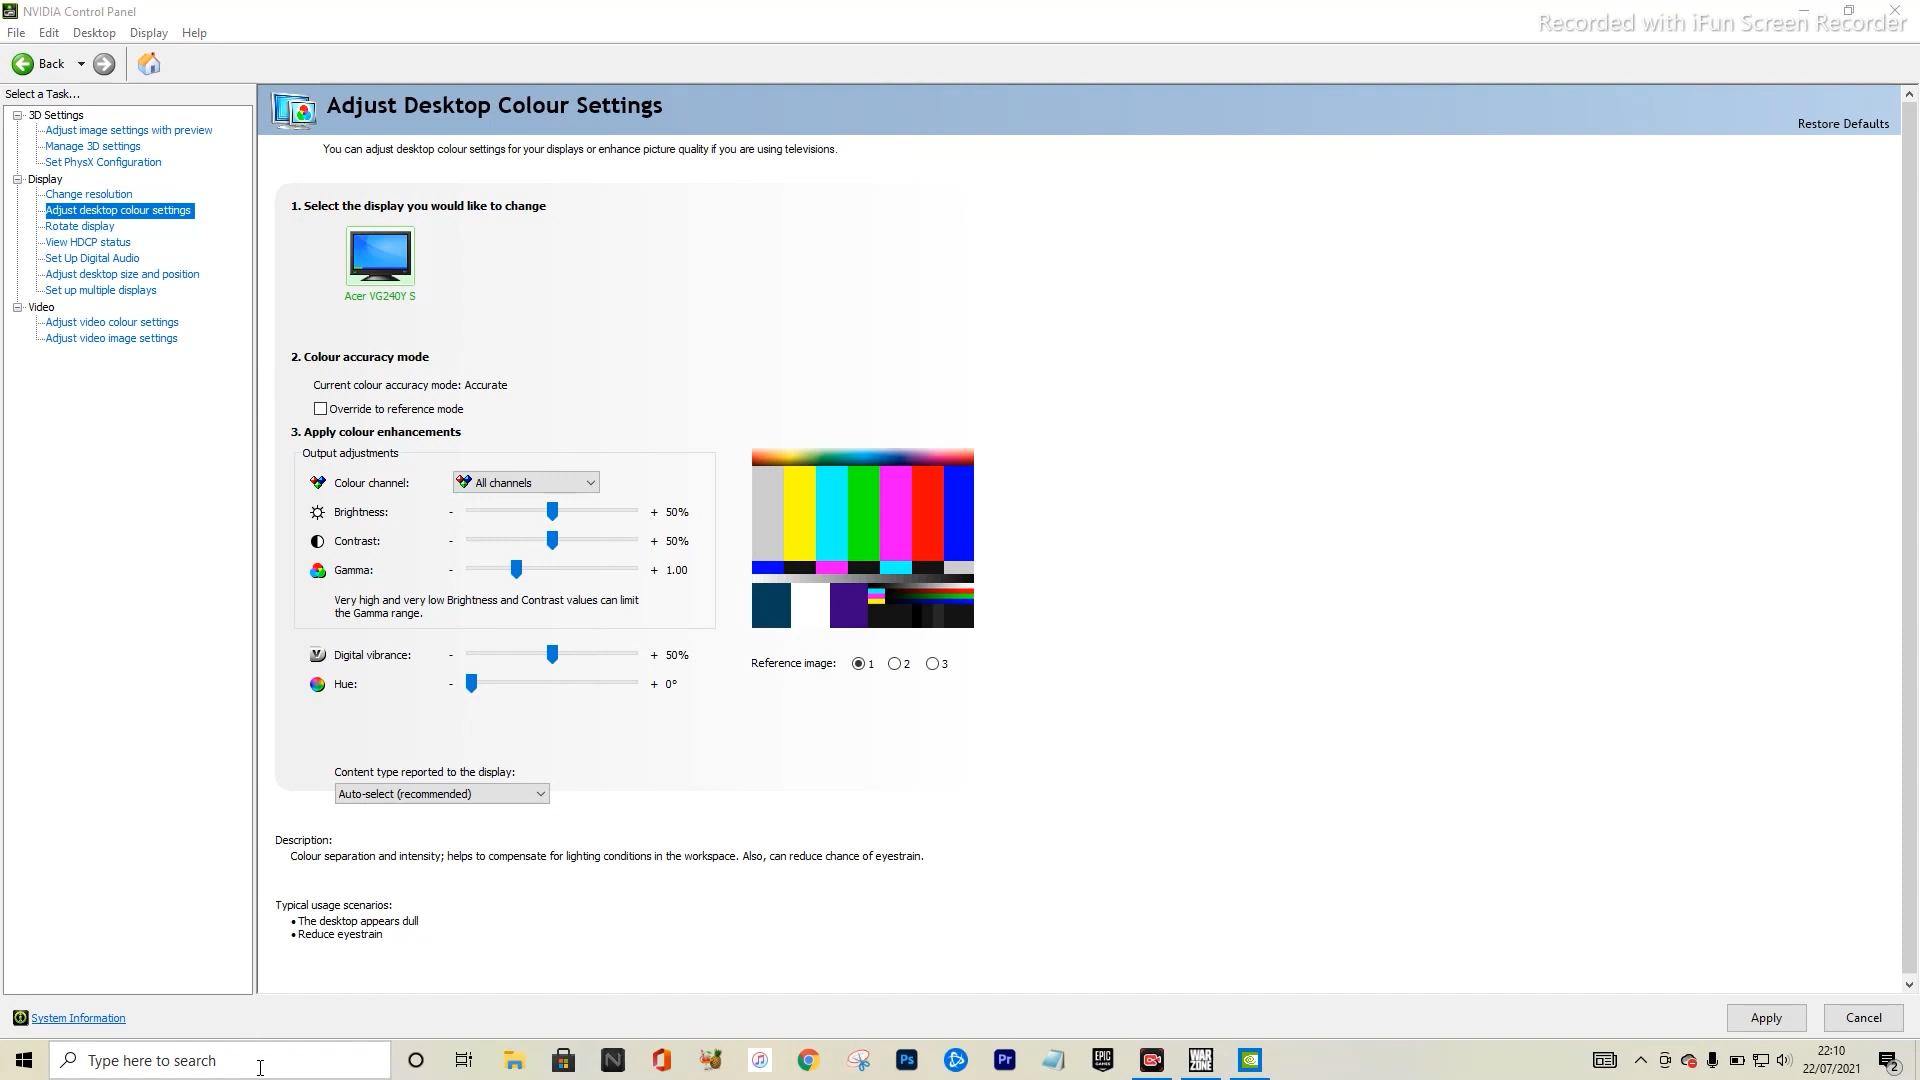 NVIDIA Control Panel
Recorded with iFun Screen Recorder
File Edit Desktop Display Help
Back
Select a Task...
3D Settings
Adjust image settings with preview
Manage 3D settings
Set PhysX Configuration
Display
Change resolution
Adjust desktop colour settings
Rotate display
View HDCP status
Set Up Digital Audio
Adjust desktop size and position
Set up multiple displays
Video
Adjust video colour settings
Adjust video image settings
Adjust Desktop Colour Settings
Restore Defaults
You can adjust desktop colour settings for your displays or enhance picture quality if you are using televisions.
1. Select the display you would like to change
Acer VG240Y S
2. Colour accuracy mode
Current colour accuracy mode: Accurate
Override to reference mode
3. Apply colour enhancements
Output adjustments
Colour channel: All channels
Brightness: - + 50%
Contrast: - + 50%
Gamma: - + 1.00
Very high and very low Brightness and Contrast values can limit
the Gamma range.
Digital vibrance: - + 50%
Hue: - + 0°
Reference image: 1 2 3
Content type reported to the display:
Auto-select (recommended)
Description:
Colour separation and intensity; helps to compensate for lighting conditions in the workspace. Also, can reduce chance of eyestrain.
Typical usage scenarios:
• The desktop appears dull
• Reduce eyestrain
System Information
Apply Cancel
Type here to search
N
Ps
Pr
EPIC
GAMES
WAR
ZONE
22:10
22/07/2021
2